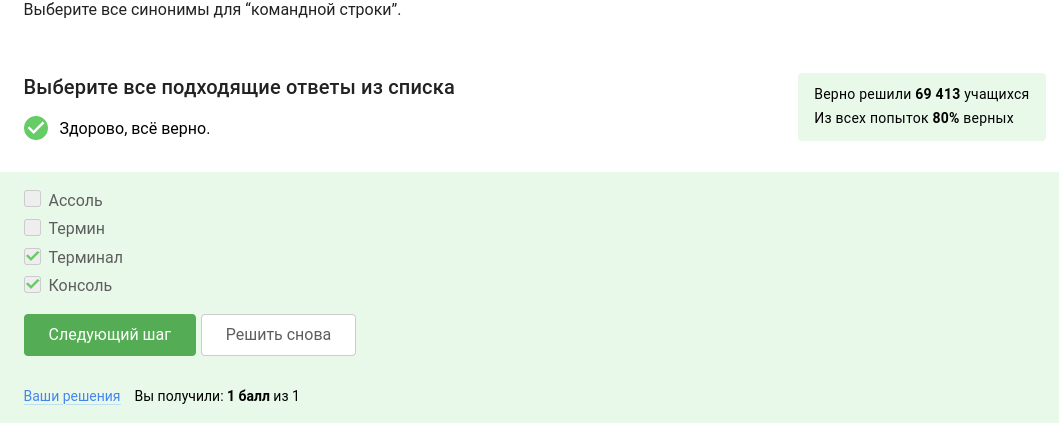 Выберите все синонимы для “командной строки”.
Выберите все подходящие ответы из списка
Верно решили 69 413 учащихся
Из всех попыток 80% верных
Здорово, всё верно.
Ассоль
Термин
Терминал
Консоль
Следующий шаг
Решить снова
Ваши решения Вы получили: 1 балл из 1